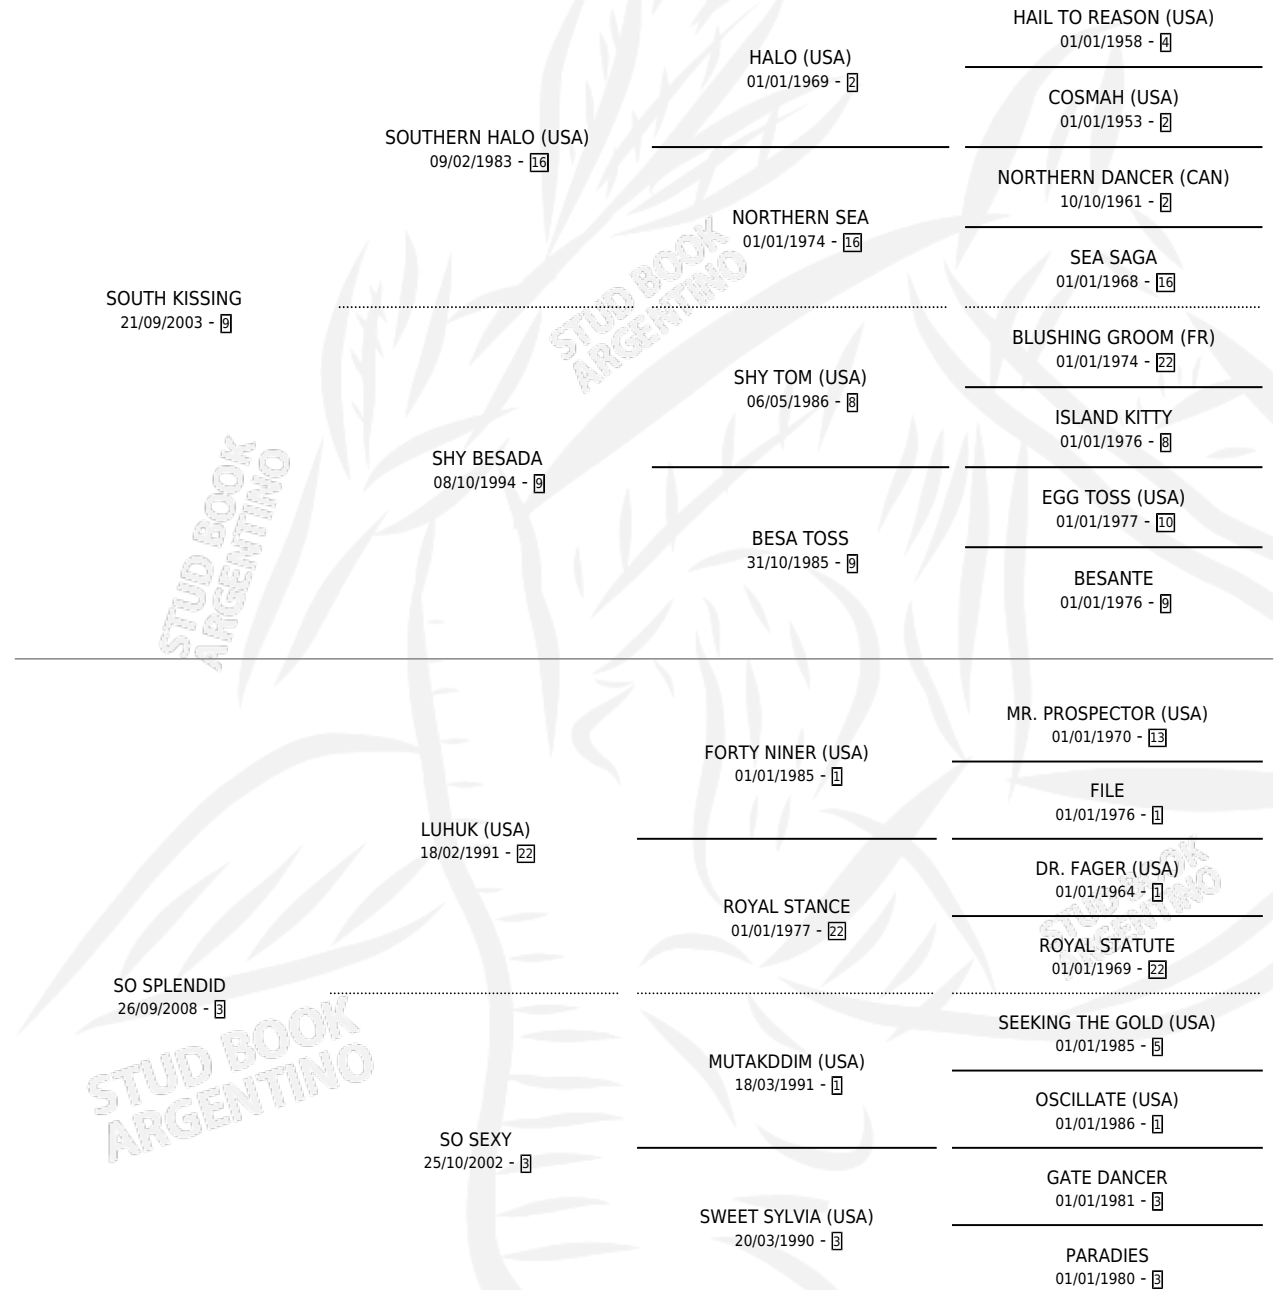 HAIL TO REASON (USA)
01/01/1958 - 4
HALO (USA)
01/01/1969 - 2
COSMAH (USA)
01/01/1953 - 2
SOUTHERN HALO (USA)
09/02/1983 - 16
NORTHERN DANCER (CAN)
10/10/1961 - 2
NORTHERN SEA
01/01/1974 - 16
SEA SAGA
01/01/1968 - 16
SOUTH KISSING
21/09/2003 - 9
BLUSHING GROOM (FR)
01/01/1974 - 22
SHY TOM (USA)
06/05/1986 - 8
ISLAND KITTY
01/01/1976 - 8
SHY BESADA
08/10/1994 - 9
EGG TOSS (USA)
01/01/1977 - 10
BESA TOSS
31/10/1985 - 9
BESANTE
01/01/1976 - 9
MR. PROSPECTOR (USA)
01/01/1970 - 13
FORTY NINER (USA)
01/01/1985 - 1
FILE
01/01/1976 - 1
LUHUK (USA)
18/02/1991 - 22
DR. FAGER (USA)
01/01/1964 - 1
ROYAL STANCE
01/01/1977 - 22
ROYAL STATUTE
01/01/1969 - 22
SO SPLENDID
26/09/2008 - 3
SEEKING THE GOLD (USA)
01/01/1985 - 5
MUTAKDDIM (USA)
18/03/1991 - 1
OSCILLATE (USA)
01/01/1986 - 1
SO SEXY
25/10/2002 - 3
GATE DANCER
01/01/1981 - 3
SWEET SYLVIA (USA)
20/03/1990 - 3
PARADIES
01/01/1980 - 3
STUD BOOK
ARGENTINO
STUD BOOK
ARGENTINO
STUD BOOK
ARGENTINO
STUD BOOK
ARGENTINO